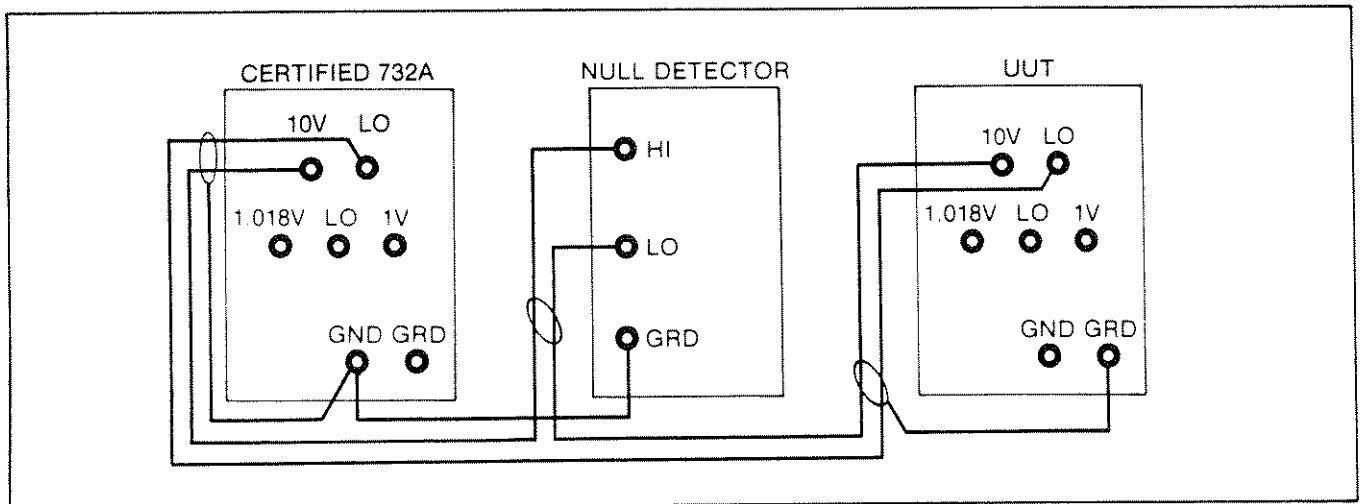 CERTIFIED 732A
10V LO
1.018V LO 1V
GND GRD
NULL DETECTOR
HI
LO
GRD
UUT
10V LO
1.018V LO 1V
GND GRD